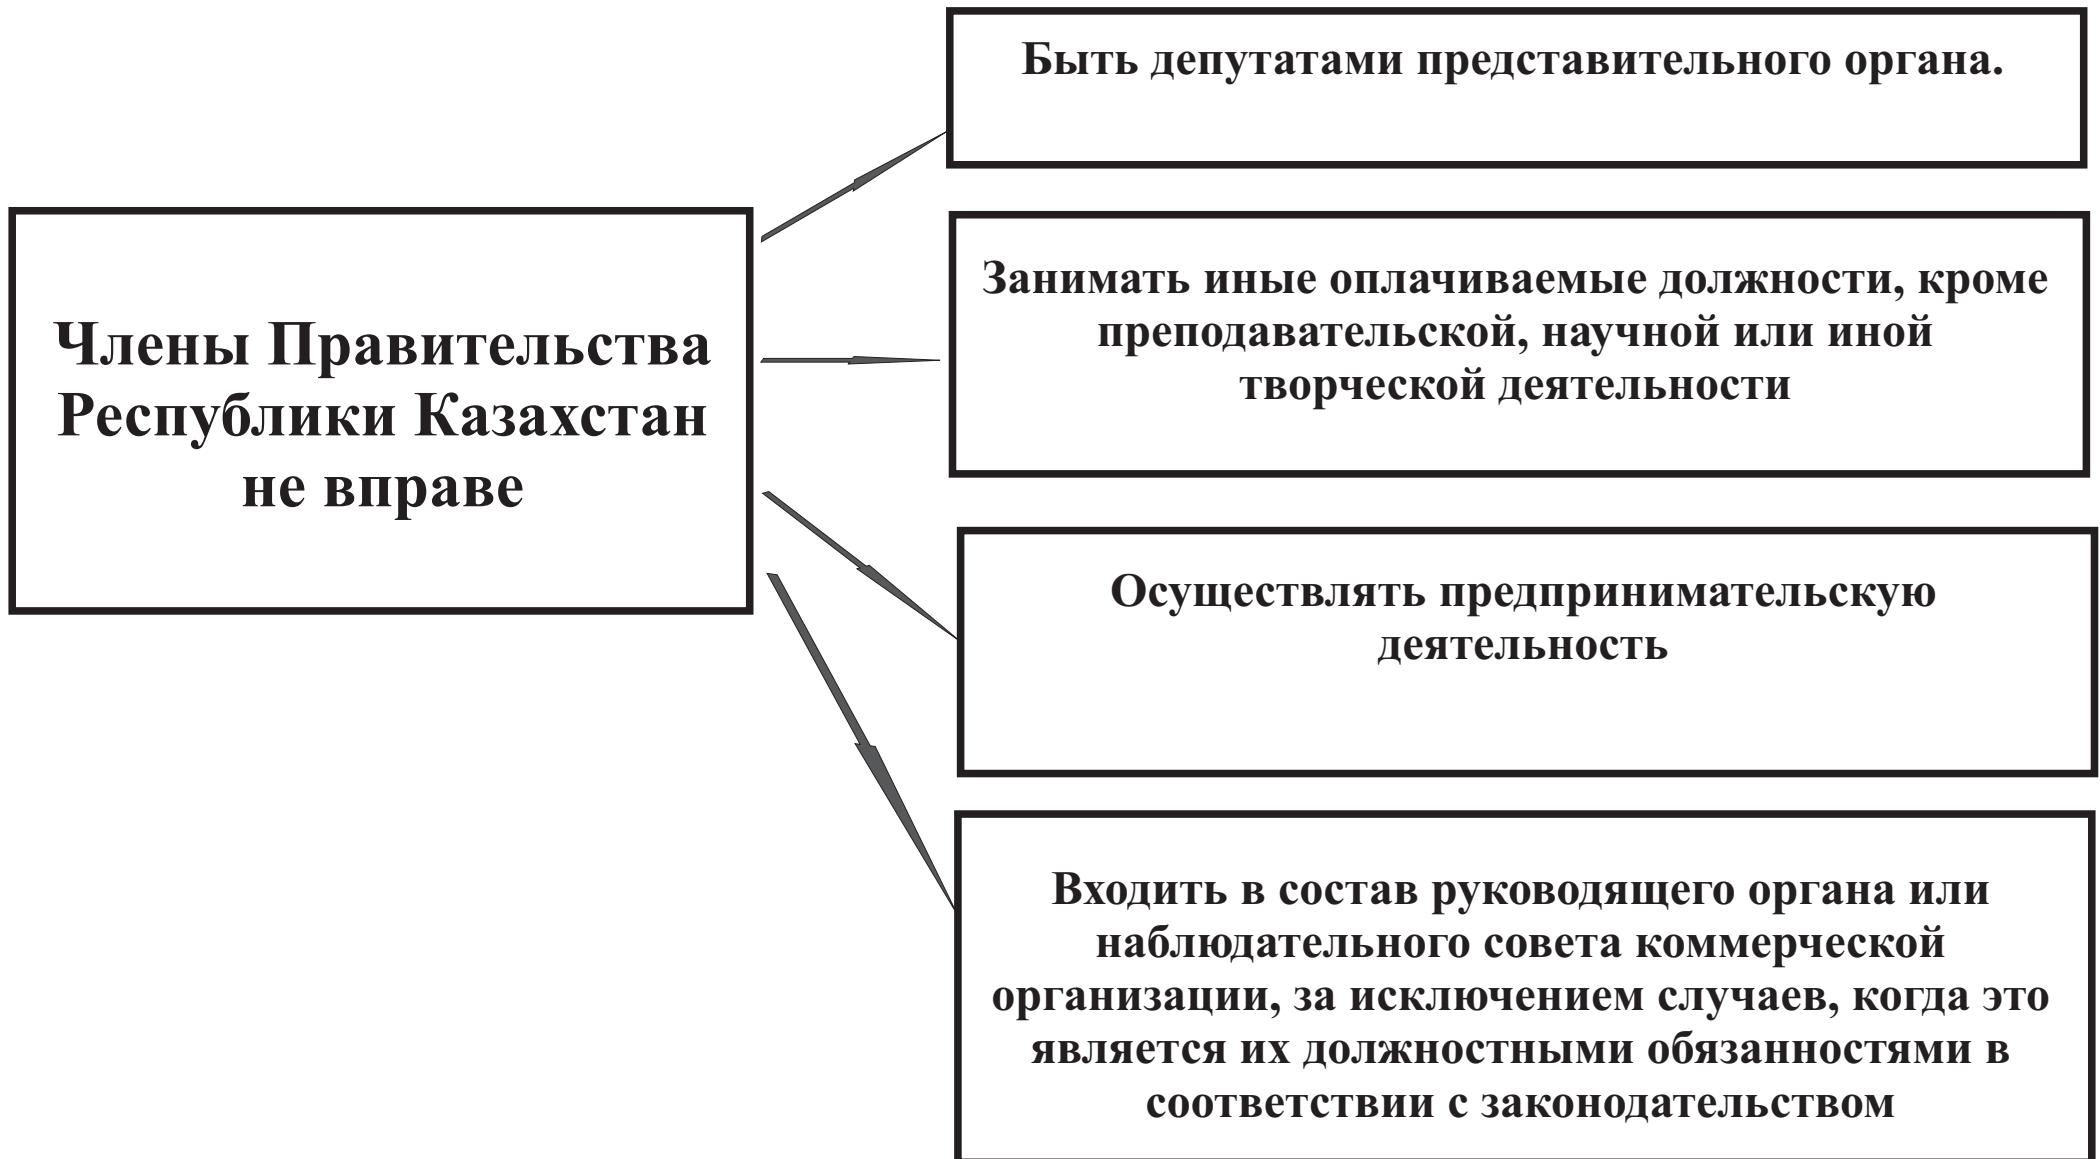 Члены Правительства
Республики Казахстан
не вправе
Быть депутатами представительного органа.
Занимать иные оплачиваемые должности, кроме
преподавательской, научной или иной
творческой деятельности
Осуществлять предпринимательскую
деятельность
Входить в состав руководящего органа или
наблюдательного совета коммерческой
организации, за исключением случаев, когда это
является их должностными обязанностями в
соответствии с законодательством